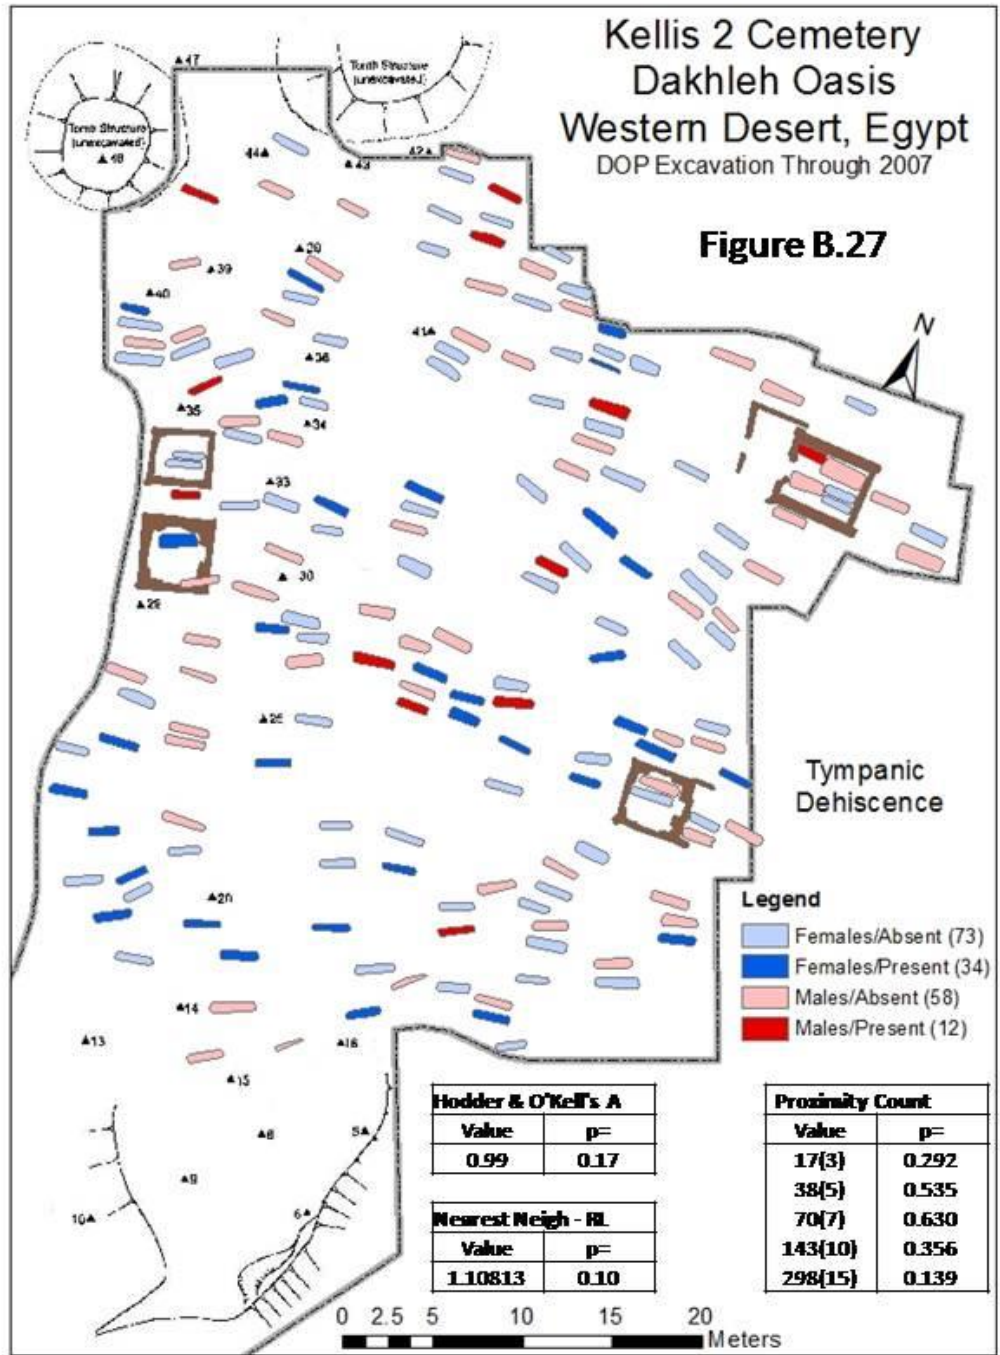 Kellis 2 Cemetery
Dakhleh Oasis
Western Desert, Egypt
DOP Excavation Through 2007
Figure B.27
N
47
Tomb Structure
(unexcavated)
Tomb Structure
(unexcavated)
48
44
43
42
39
40
41
36
35
34
33
30
29
25
20
14
13
16
15
8
5
9
10
6
Tympanic
Dehiscence
Legend
Females/Absent (73)
Females/Present (34)
Males/Absent (58)
Males/Present (12)
Hodder & O'Kell's A
Value p=
0.99 0.17
Nearest Neigh - RL
Value p=
1.10813 0.10
Proximity Count
Value p=
17(3) 0.292
38(5) 0.535
70(7) 0.630
143(10) 0.356
298(15) 0.139
0 2.5 5 10 15 20
Meters